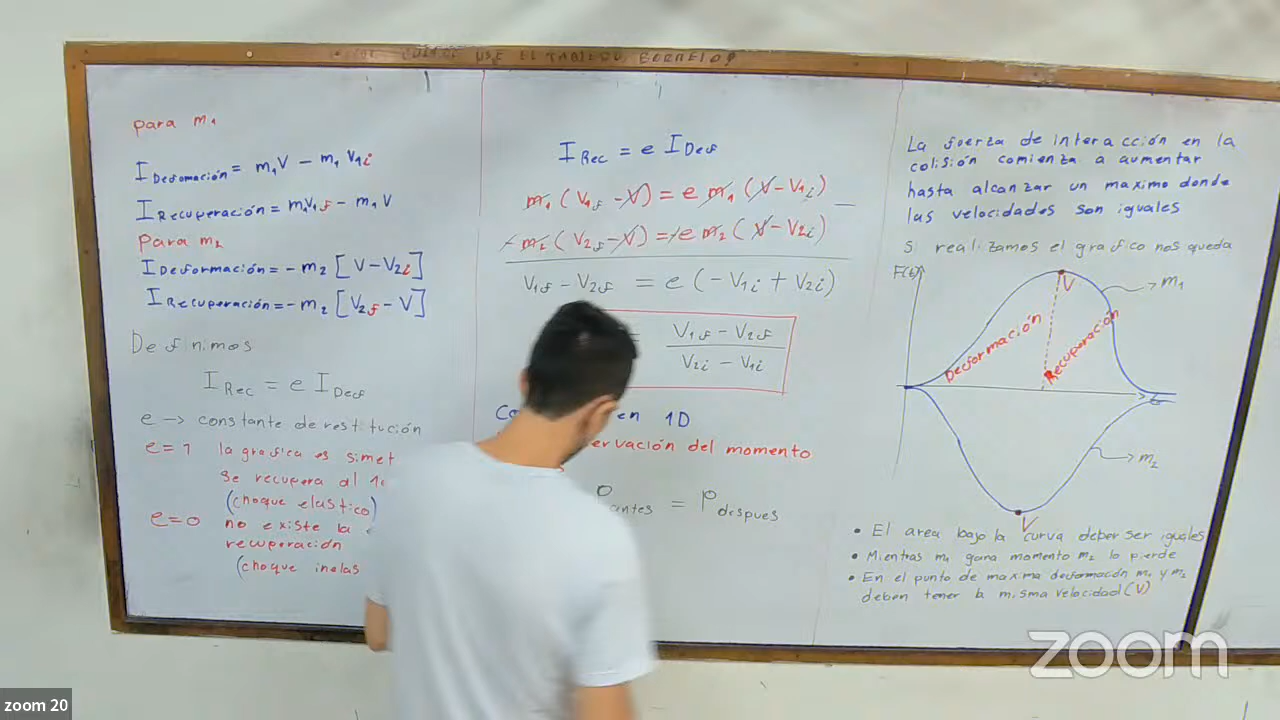 USE EL TABLERO
para m₁
I Deformación = m₁V − m₁ V₁i
I Recuperación = m₁V₁f − m₁ V
para m₂
I Deformación = − m₂ [V − V₂i]
I Recuperación = − m₂ [V₂f − V]
Definimos
I Rec = e I Def
e → constante de restitución
e = 1 la grafica es simet
se recupera al
(choque elastico)
e = 0 no existe la
recuperación
(choque inelas
I Rec = e I Def
m₁ (V₁f − V) = e m₁ (V − V₁i)
− m₂ (V₂f − V) = − e m₂ (V − V₂i)
V₁f − V₂f = e (− V₁i + V₂i)
= V₁f − V₂f
V₂i − V₁i
en 1D
ervación del momento
P antes = P despues
La fuerza de interacción en la
colisión comienza a aumentar
hasta alcanzar un maximo donde
las velocidades son iguales
Si realizamos el grafico nos queda
F(t)
V
→ m₁
Deformación
Recuperación
t
→ m₂
V
• El area bajo la curva deber ser iguales
• Mientras m₁ gana momento m₂ lo pierde
• En el punto de maxima deformación m₁ y m₂
deben tener la misma velocidad (V)
zoom
zoom 20